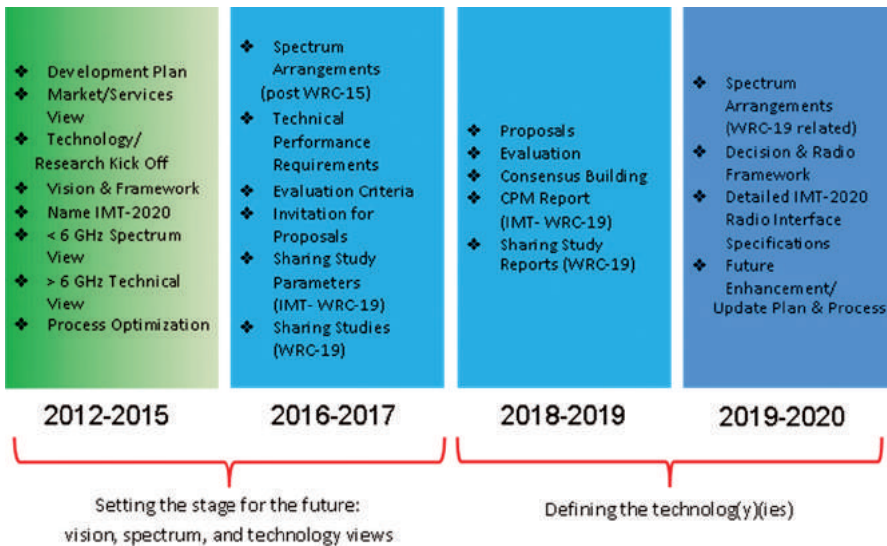 ❖ Development Plan
❖ Market/Services
View
❖ Technology/
Research Kick Off
❖ Vision & Framework
❖ Name IMT-2020
❖ < 6 GHz Spectrum
View
❖ > 6 GHz Technical
View
❖ Process Optimization
2012-2015
❖ Spectrum
Arrangements
(post WRC-15)
❖ Technical
Performance
Requirements
❖ Evaluation Criteria
❖ Invitation for
Proposals
❖ Sharing Study
Parameters
(IMT- WRC-19)
❖ Sharing Studies
(WRC-19)
2016-2017
❖ Proposals
❖ Evaluation
❖ Consensus Building
❖ CPM Report
(IMT- WRC-19)
❖ Sharing Study
Reports (WRC-19)
2018-2019
❖ Spectrum
Arrangements
(WRC-19 related)
❖ Decision & Radio
Framework
❖ Detailed IMT-2020
Radio Interface
Specifications
❖ Future
Enhancement/
Update Plan & Process
2019-2020
Setting the stage for the future:
vision, spectrum, and technology views
Defining the technolog(y)(ies)